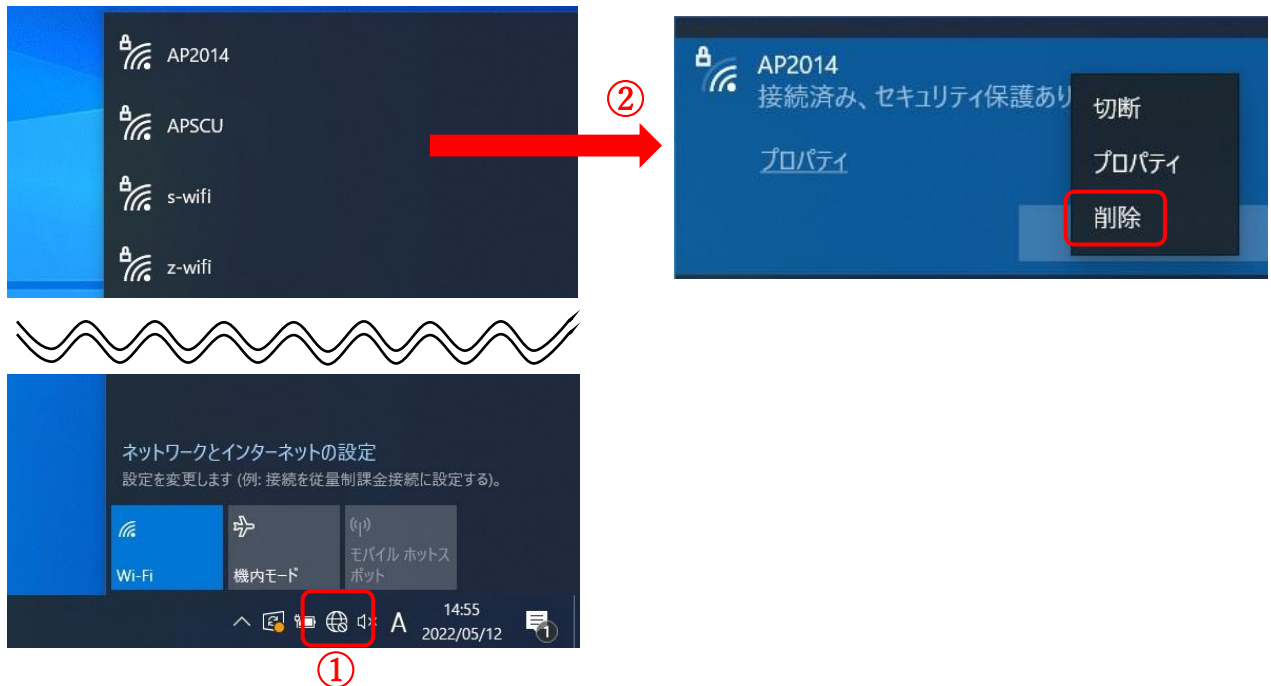 AP2014
APSCU
s-wifi
z-wifi
②
AP2014
接続済み、セキュリティ保護あり
プロパティ
切断
プロパティ
削除
ネットワークとインターネットの設定
設定を変更します (例: 接続を従量制課金接続に設定する)。
Wi-Fi
機内モード
モバイル ホットス
ポット
A
14:55
2022/05/12
1
①